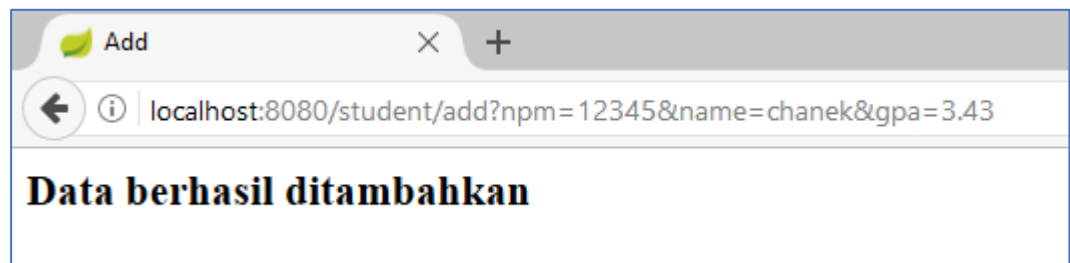 Add
localhost:8080/student/add?npm=12345&name=chanek&gpa=3.43
Data berhasil ditambahkan